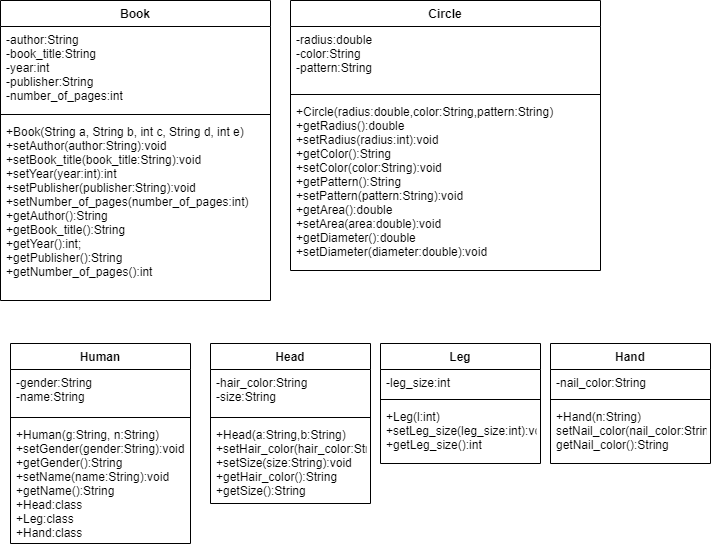 Book
-author:String
-book_title:String
-year:int
-publisher:String
-number_of_pages:int
+Book(String a, String b, int c, String d, int e)
+setAuthor(author:String):void
+setBook_title(book_title:String):void
+setYear(year:int):int
+setPublisher(publisher:String):void
+setNumber_of_pages(number_of_pages:int)
+getAuthor():String
+getBook_title():String
+getYear():int;
+getPublisher():String
+getNumber_of_pages():int
Circle
-radius:double
-color:String
-pattern:String
+Circle(radius:double,color:String,pattern:String)
+getRadius():double
+setRadius(radius:int):void
+getColor():String
+setColor(color:String):void
+getPattern():String
+setPattern(pattern:String):void
+getArea():double
+setArea(area:double):void
+getDiameter():double
+setDiameter(diameter:double):void
Human
-gender:String
-name:String
+Human(g:String, n:String)
+setGender(gender:String):void
+getGender():String
+setName(name:String):void
+getName():String
+Head:class
+Leg:class
+Hand:class
Head
-hair_color:String
-size:String
+Head(a:String,b:String)
+setHair_color(hair_color:Stri
+setSize(size:String):void
+getHair_color():String
+getSize():String
Leg
-leg_size:int
+Leg(l:int)
+setLeg_size(leg_size:int):vo
+getLeg_size():int
Hand
-nail_color:String
+Hand(n:String)
setNail_color(nail_color:Strin
getNail_color():String